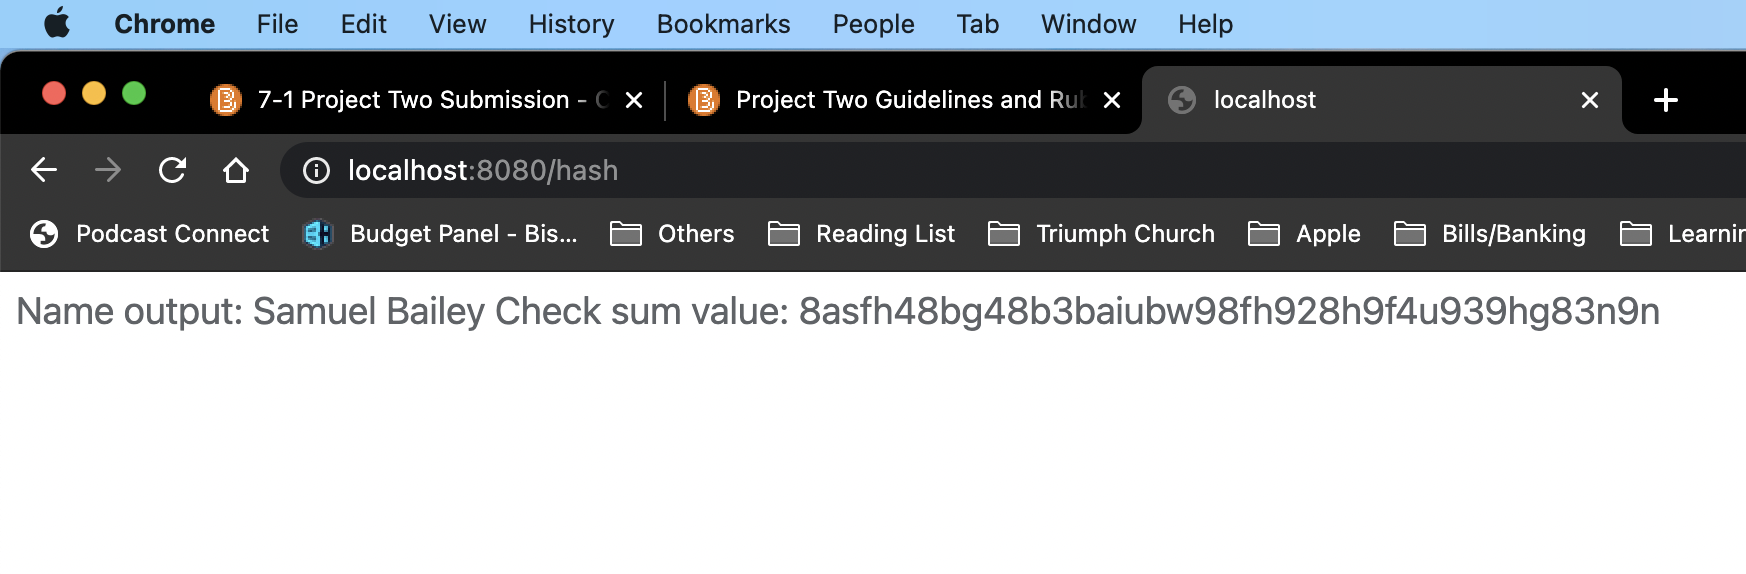 Chrome File Edit View History Bookmarks People Tab Window Help
7-1 Project Two Submission - Project Two Guidelines and localhost
localhost:8080/hash
Podcast Connect Budget Panel - Bis... Others Reading List Triumph Church Apple Bills/Banking
Name output: Samuel Bailey Check sum value: 8asfh48bg48b3baiubw98fh928h9f4u939hg83n9n